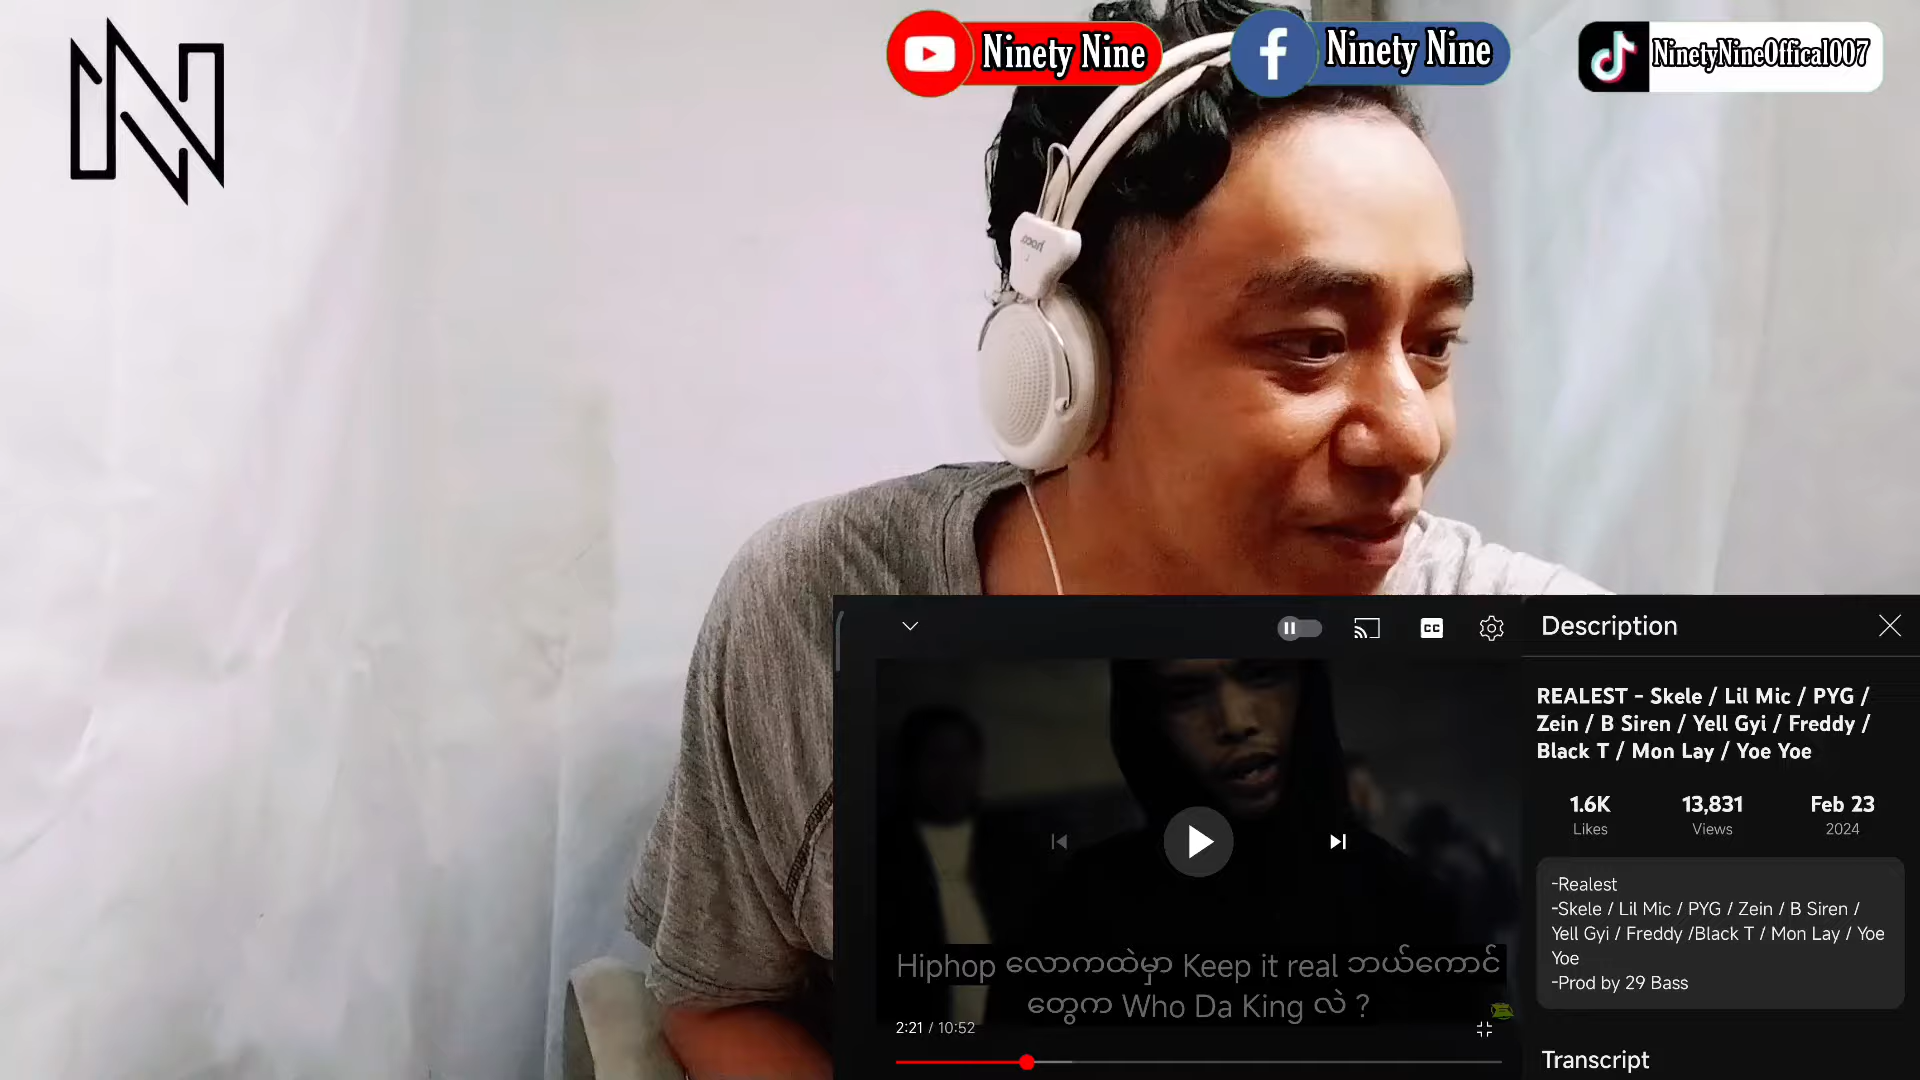 Ninety Nine
Ninety Nine
NinetyNineOffical007
hoco
CC
Description
REALEST - Skele / Lil Mic / PYG /
Zein / B Siren / Yell Gyi / Freddy /
Black T / Mon Lay / Yoe Yoe
1.6K
13,831
Feb 23
Likes
Views
2024
-Realest
-Skele / Lil Mic / PYG / Zein / B Siren /
Yell Gyi / Freddy /Black T / Mon Lay / Yoe
Yoe
-Prod by 29 Bass
Hiphop လောကထဲမှာ Keep it real ဘယ်ကောင်
တွေက Who Da King လဲ ?
2:21 / 10:52
Transcript